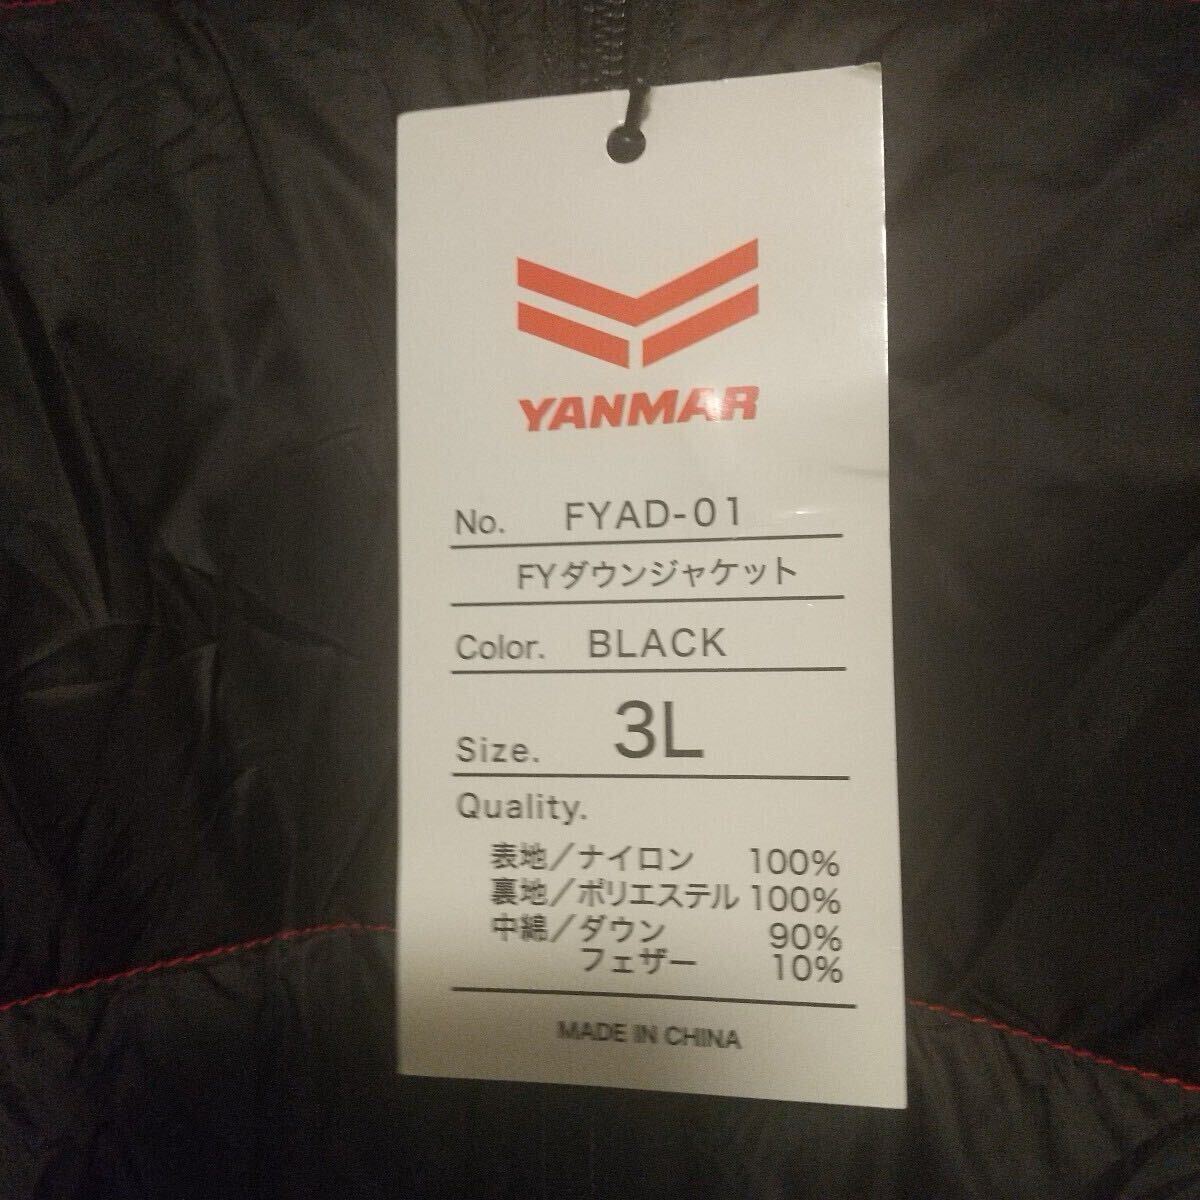 YANMAR
No. FYAD-01
FYダウンジャケット
Color. BLACK
Size. 3L
Quality.
表地/ナイロン 100%
裏地/ポリエステル 100%
中綿/ダウン 90%
フェザー 10%
MADE IN CHINA